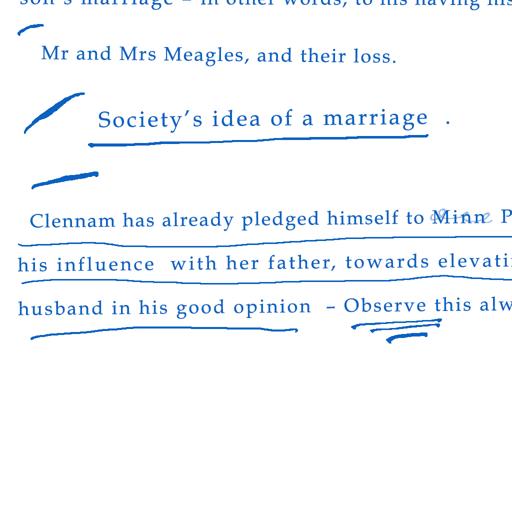 son's marriage – in other words, to his having his
Mr and Mrs Meagles, and their loss.
Society's idea of a marriage .
Clennam has already pledged himself to Minn P
his influence with her father, towards elevati
husband in his good opinion – Observe this alw